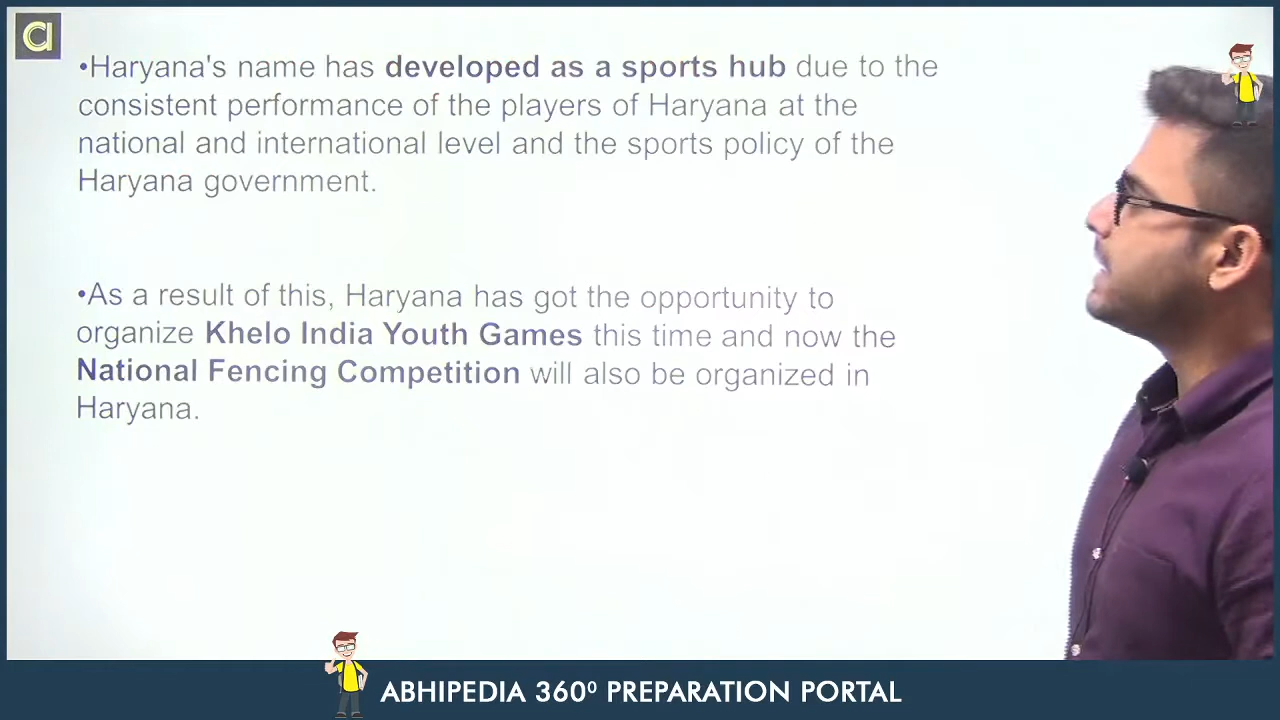 •Haryana's name has developed as a sports hub due to the
consistent performance of the players of Haryana at the
national and international level and the sports policy of the
Haryana government.
•As a result of this, Haryana has got the opportunity to
organize Khelo India Youth Games this time and now the
National Fencing Competition will also be organized in
Haryana.
ABHIPEDIA 360⁰ PREPARATION PORTAL